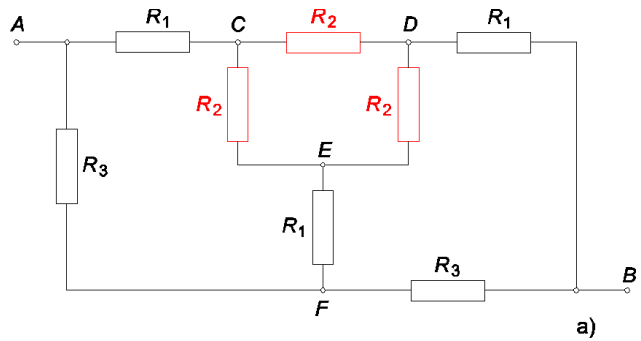 A R₁ C R₂ D R₁
R₂ R₂
R₃ E
R₁
R₃ B
F
a)